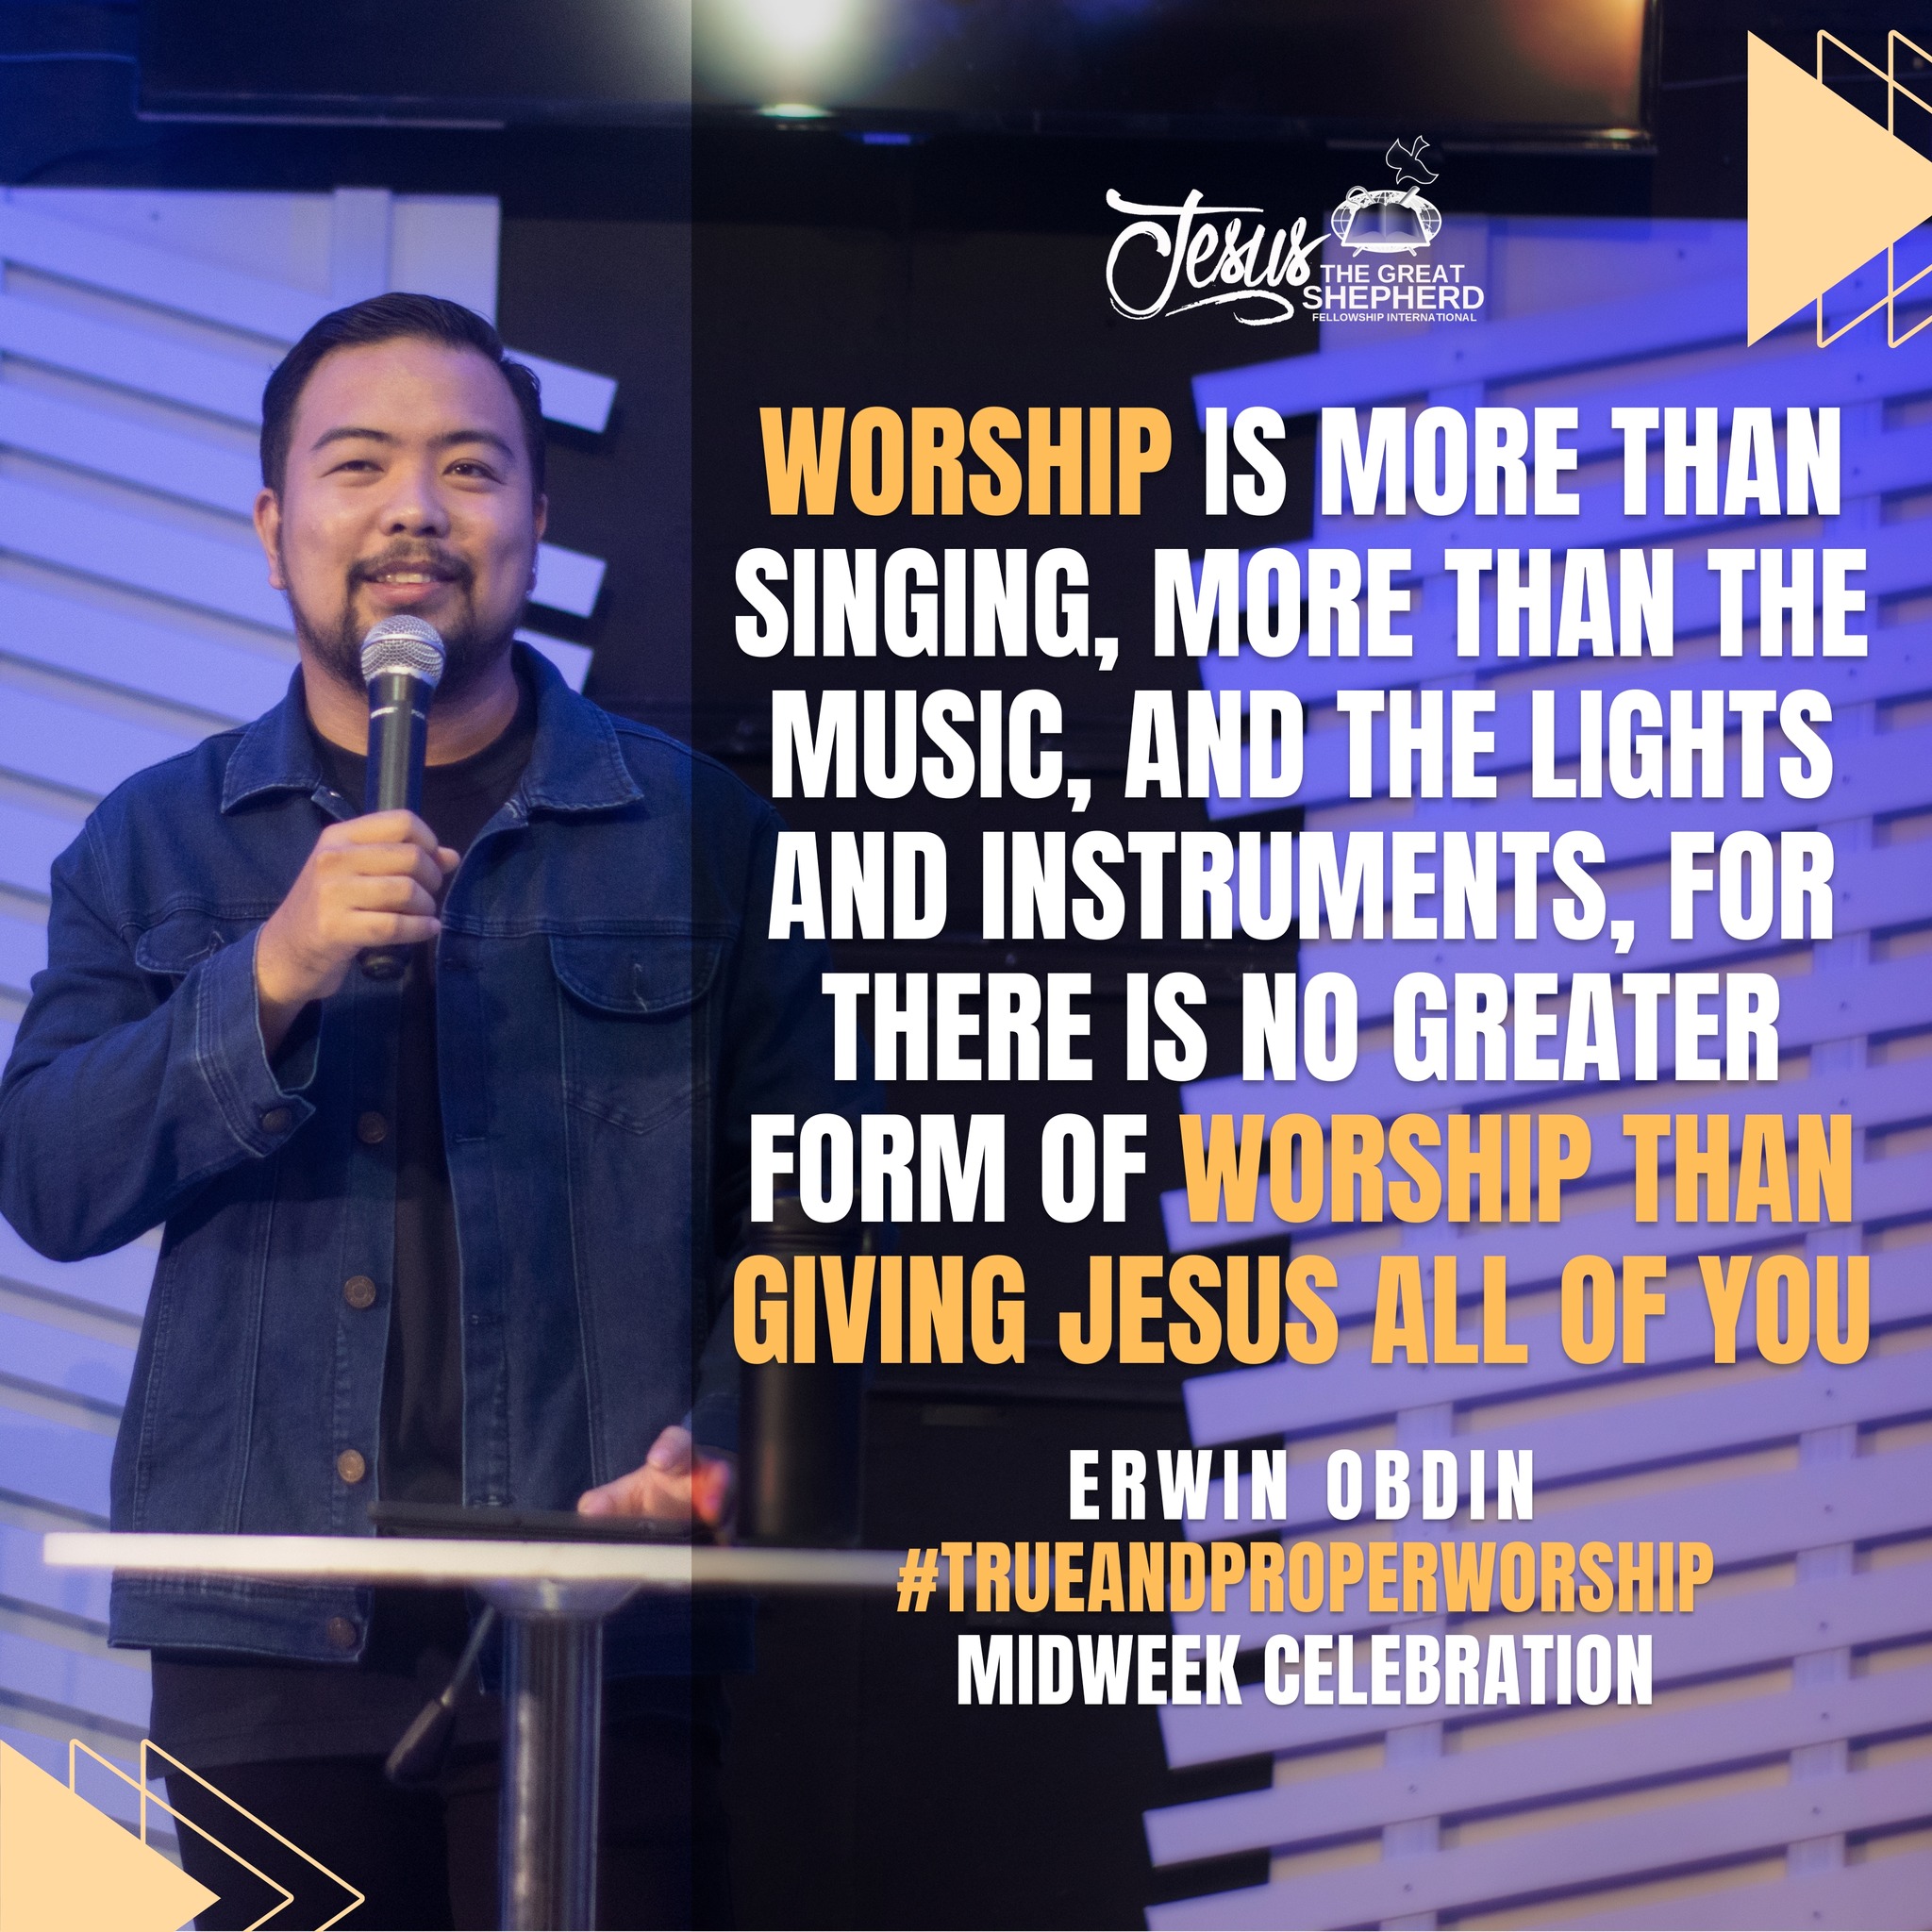 Jesus
THE GREAT
SHEPHERD
FELLOWSHIP INTERNATIONAL
WORSHIP IS MORE THAN
SINGING, MORE THAN THE
MUSIC, AND THE LIGHTS
AND INSTRUMENTS, FOR
THERE IS NO GREATER
FORM OF WORSHIP THAN
GIVING JESUS ALL OF YOU
ERWIN OBDIN
#TRUEANDPROPERWORSHIP
MIDWEEK CELEBRATION